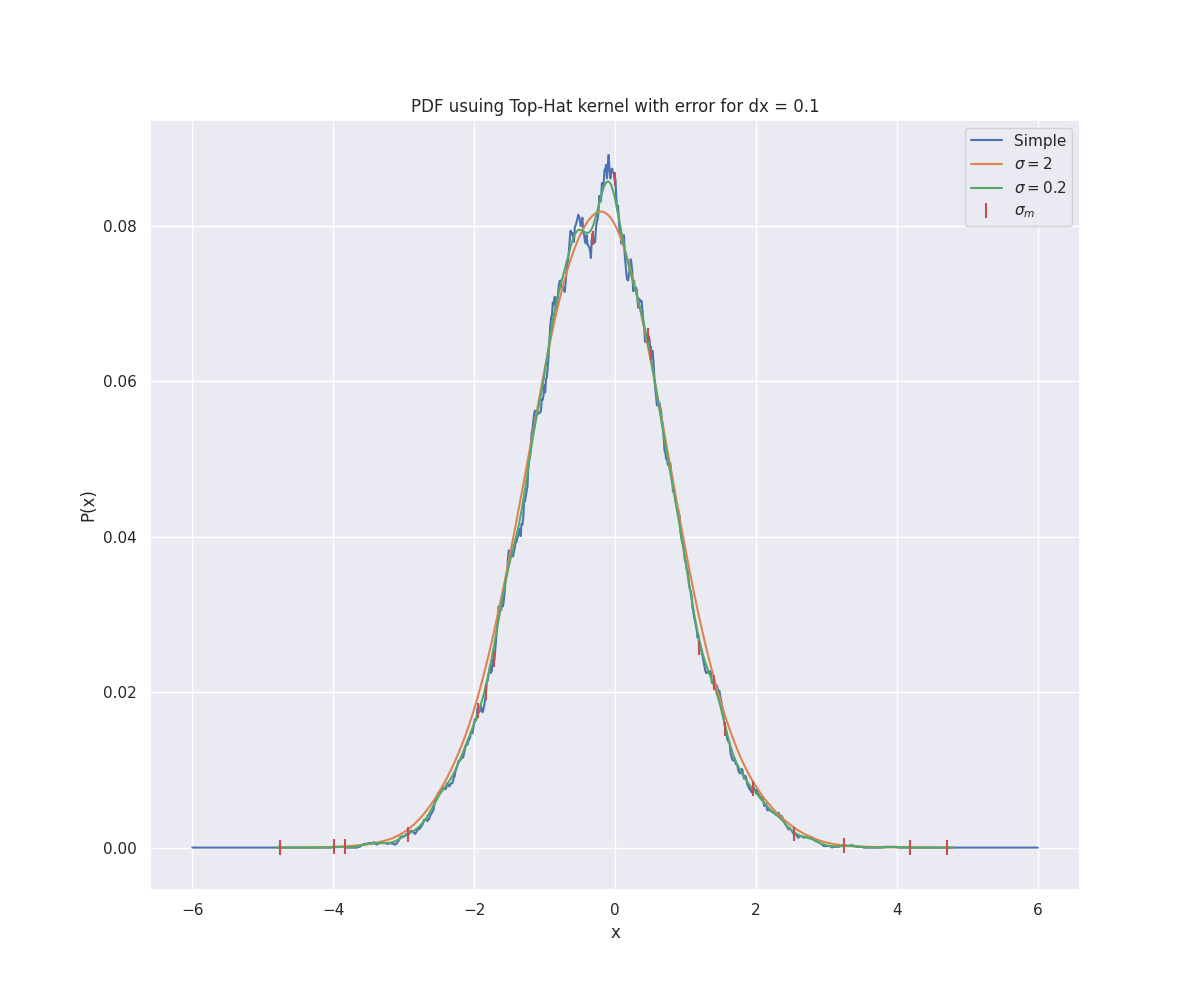 PDF usuing Top-Hat kernel with error for dx = 0.1
Simple
σ = 2
σ = 0.2
σₘ
P(x)
0.08
0.06
0.04
0.02
0.00
−6 −4 −2 0 2 4 6
x